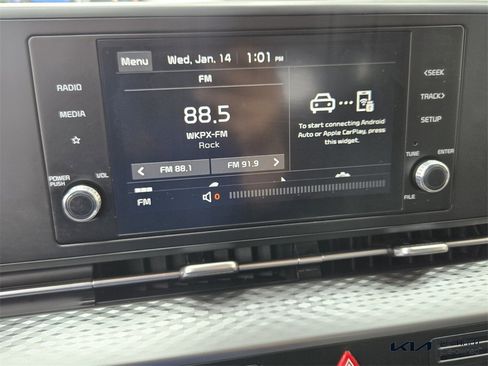 Menu Wed, Jan. 14 1:01 PM
FM
88.5
WKPX-FM
Rock
FM 88.1 FM 91.9
FM 0
To start connecting Android
Auto or Apple CarPlay, press
this widget.
RADIO
MEDIA
POWER
PUSH
VOL
<SEEK
TRACK>
SETUP
TUNE
ENTER
FILE
KIA